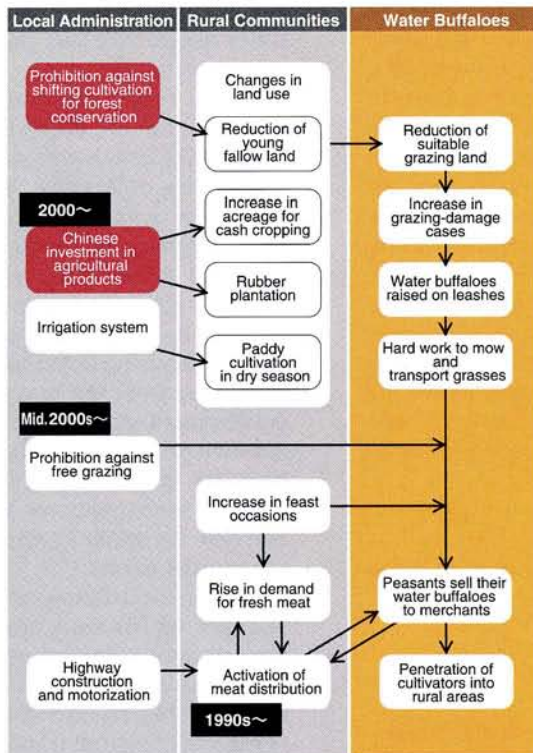 Local Administration
Rural Communities
Water Buffaloes
Prohibition against
shifting cultivation
for forest
conservation
Changes in
land use
Reduction of
young
fallow land
Reduction of
suitable
grazing land
2000~
Chinese
investment in
agricultural
products
Increase in
acreage for
cash cropping
Increase in
grazing-damage
cases
Rubber
plantation
Water buffaloes
raised on leashes
Irrigation system
Paddy
cultivation
in dry season
Hard work to mow
and
transport grasses
Mid.2000s~
Prohibition against
free grazing
Increase in feast
occasions
Rise in demand
for fresh meat
Peasants sell their
water buffaloes
to merchants
Highway
construction
and motorization
Activation of
meat distribution
1990s~
Penetration of
cultivators into
rural areas